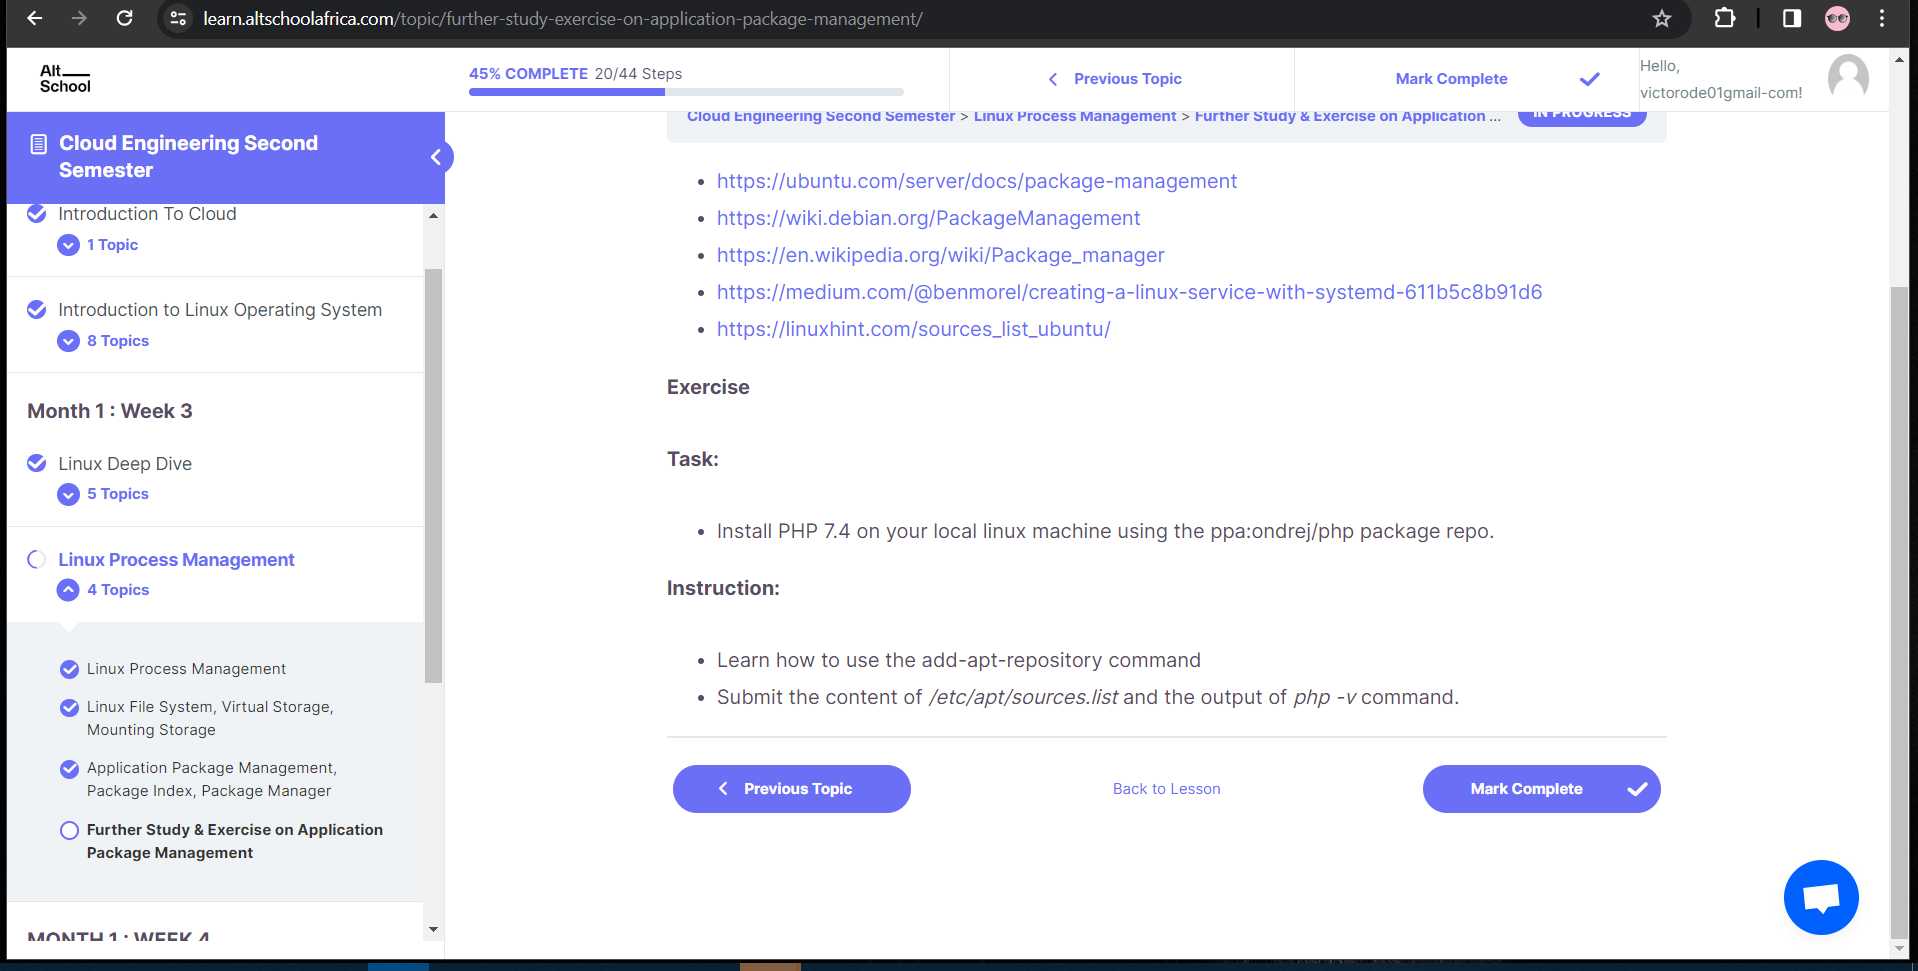 learn.altschoolafrica.com/topic/further-study-exercise-on-application-package-management/
Alt
School
45% COMPLETE 20/44 Steps
Previous Topic
Mark Complete
Hello,
victorode01gmail-com!
Cloud Engineering Second
Semester
Introduction To Cloud
1 Topic
Introduction to Linux Operating System
8 Topics
Month 1 : Week 3
Linux Deep Dive
5 Topics
Linux Process Management
4 Topics
Linux Process Management
Linux File System, Virtual Storage,
Mounting Storage
Application Package Management,
Package Index, Package Manager
Further Study & Exercise on Application
Package Management
MONTH 1 : WEEK 4
Cloud Engineering Second Semester > Linux Process Management > Further Study & Exercise on Application ...
IN PROGRESS
• https://ubuntu.com/server/docs/package-management
• https://wiki.debian.org/PackageManagement
• https://en.wikipedia.org/wiki/Package_manager
• https://medium.com/@benmorel/creating-a-linux-service-with-systemd-611b5c8b91d6
• https://linuxhint.com/sources_list_ubuntu/
Exercise
Task:
• Install PHP 7.4 on your local linux machine using the ppa:ondrej/php package repo.
Instruction:
• Learn how to use the add-apt-repository command
• Submit the content of /etc/apt/sources.list and the output of php -v command.
Previous Topic
Back to Lesson
Mark Complete